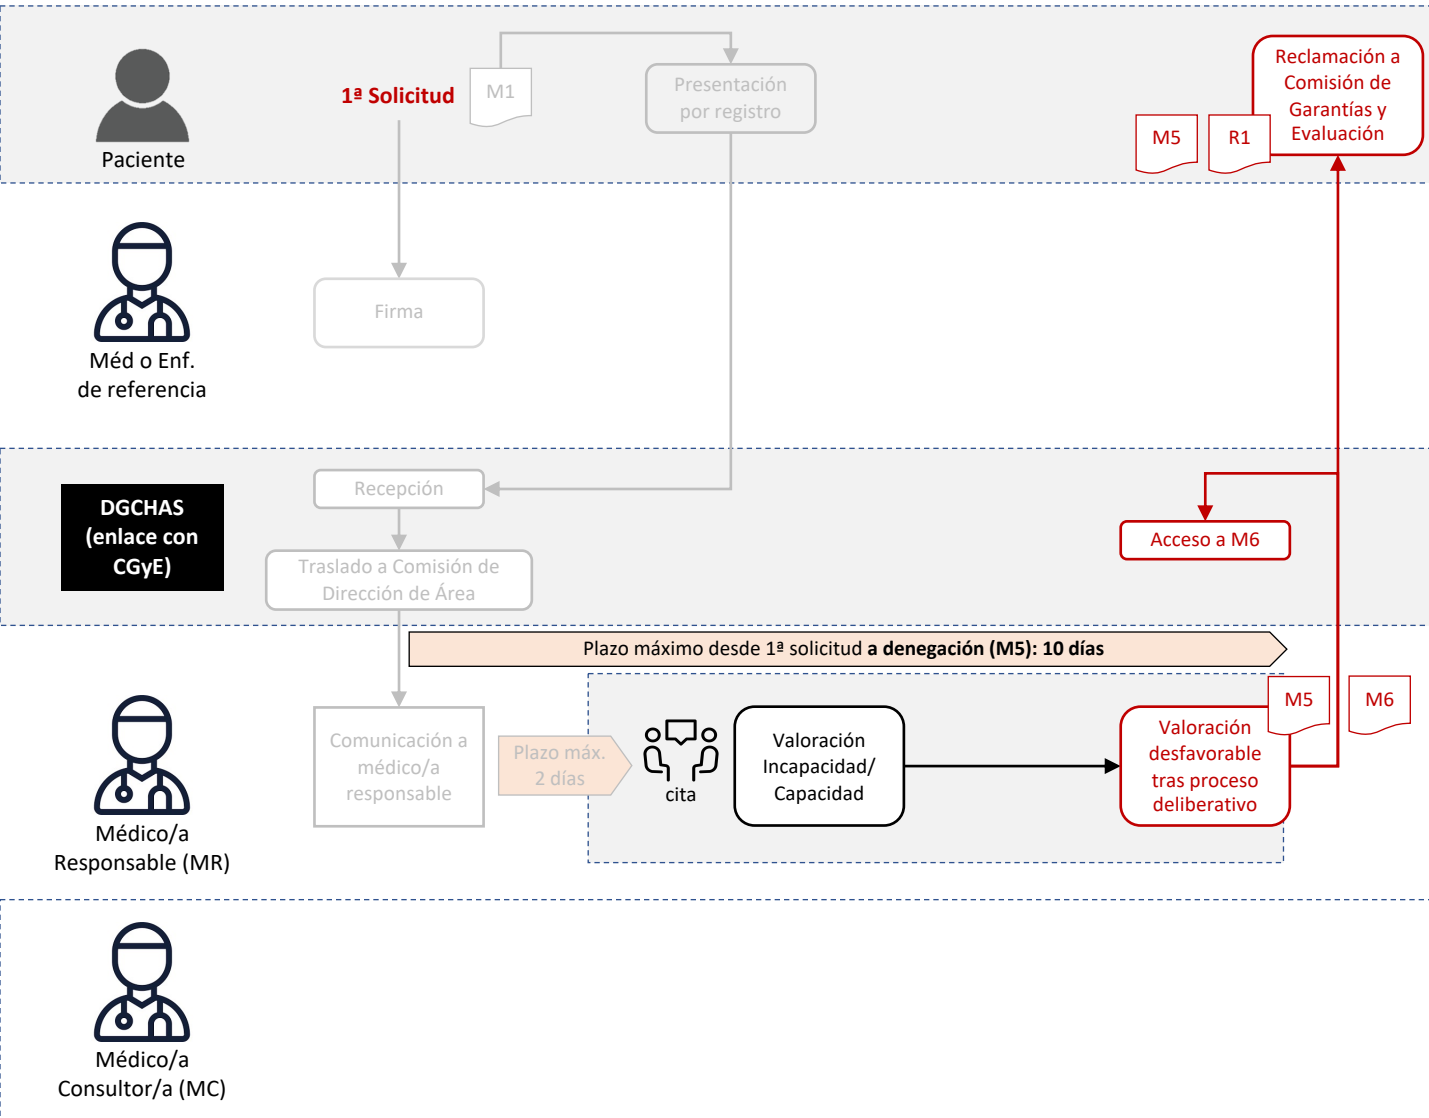 Paciente
1ª Solicitud
M1
Presentación
por registro
M5
R1
Reclamación a
Comisión de
Garantías y
Evaluación
Méd o Enf.
de referencia
Firma
DGCHAS
(enlace con
CGyE)
Recepción
Traslado a Comisión de
Dirección de Área
Acceso a M6
Plazo máximo desde 1ª solicitud a denegación (M5): 10 días
Médico/a
Responsable (MR)
Comunicación a
médico/a
responsable
Plazo máx.
2 días
cita
Valoración
Incapacidad/
Capacidad
Valoración
desfavorable
tras proceso
deliberativo
M5
M6
Médico/a
Consultor/a (MC)